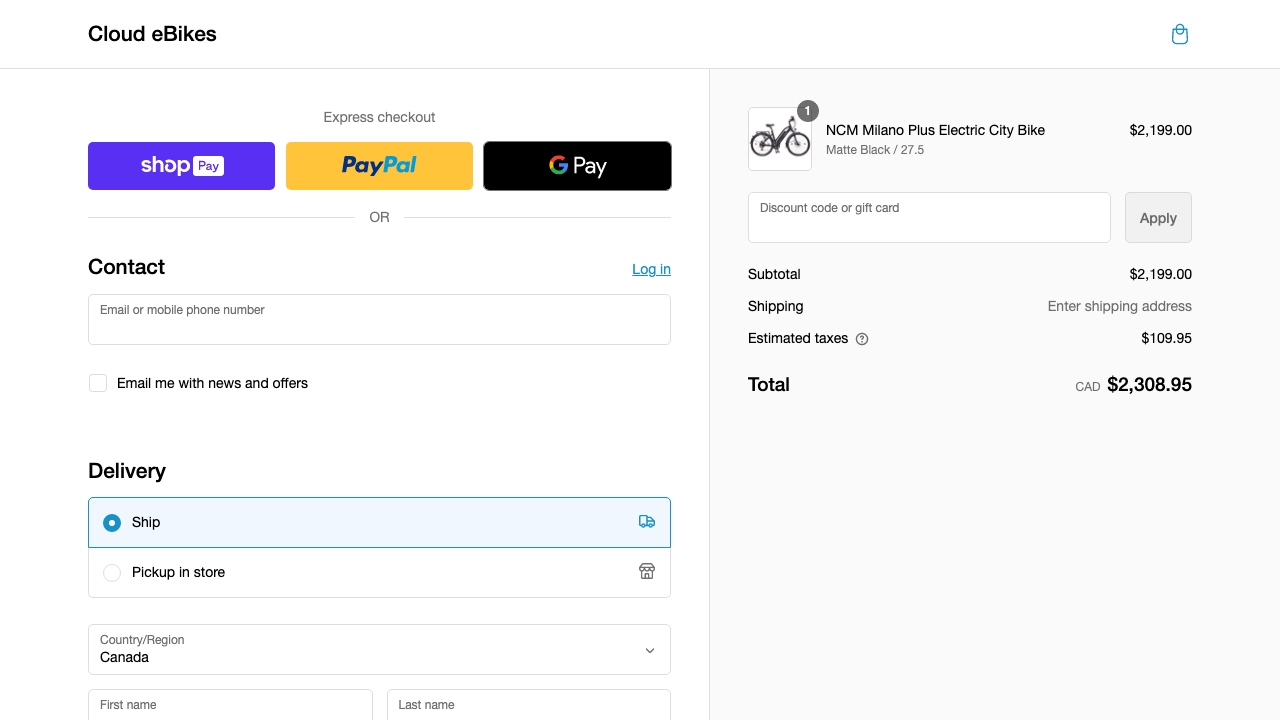 Cloud eBikes
Express checkout
shop Pay
PayPal
G Pay
OR
Contact
Log in
Email or mobile phone number
Email me with news and offers
Delivery
Ship
Pickup in store
Country/Region
Canada
First name
Last name
1
NCM Milano Plus Electric City Bike
$2,199.00
Matte Black / 27.5
Discount code or gift card
Apply
Subtotal
$2,199.00
Shipping
Enter shipping address
Estimated taxes
$109.95
Total
CAD $2,308.95